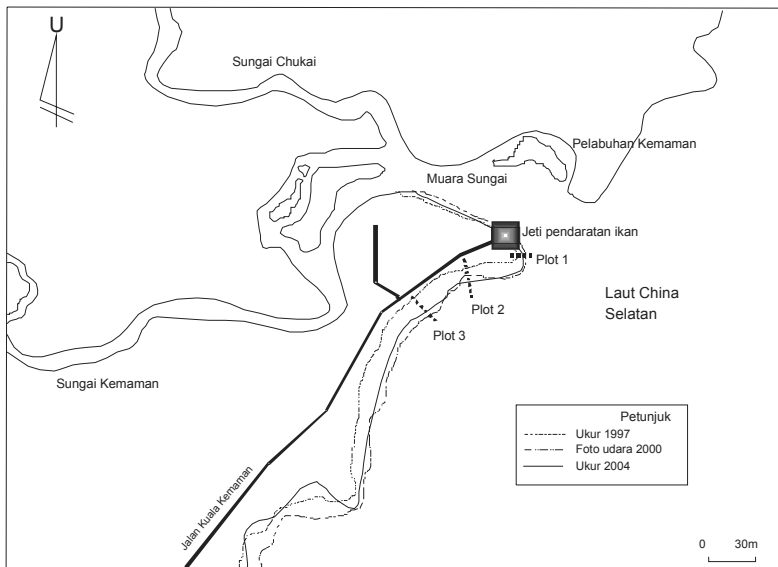 U
Sungai Chukai
Pelabuhan Kemaman
Muara Sungai
Jeti pendaratan ikan
Plot 1
Laut China
Selatan
Plot 2
Plot 3
Sungai Kemaman
Jalan Kuala Kemaman
Petunjuk
Ukur 1997
Foto udara 2000
Ukur 2004
0 30m